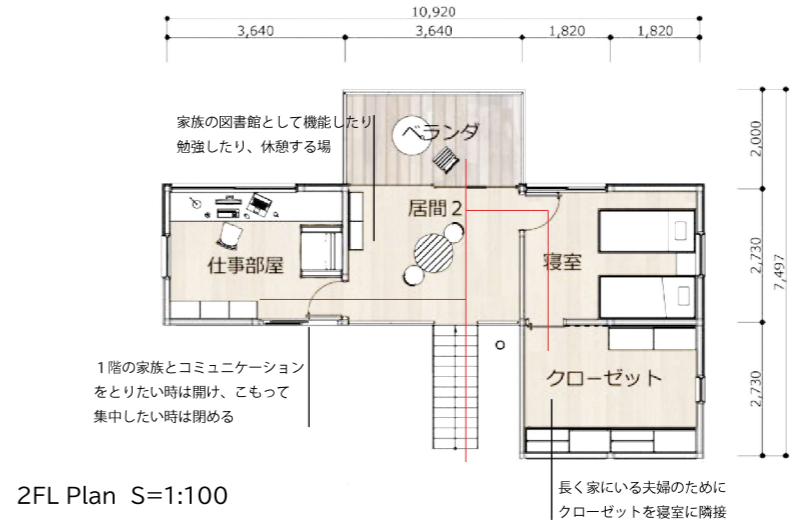 10,920
3,640
3,640
1,820
1,820
家族の図書館として機能したり
勉強したり、休憩する場
ベランダ
2,000
居間２
仕事部屋
寝室
2,730
7,497
１階の家族とコミュニケーション
をとりたい時は開け、こもって
集中したい時は閉める
クローゼット
2,730
2FL Plan S=1:100
長く家にいる夫婦のために
クローゼットを寝室に隣接